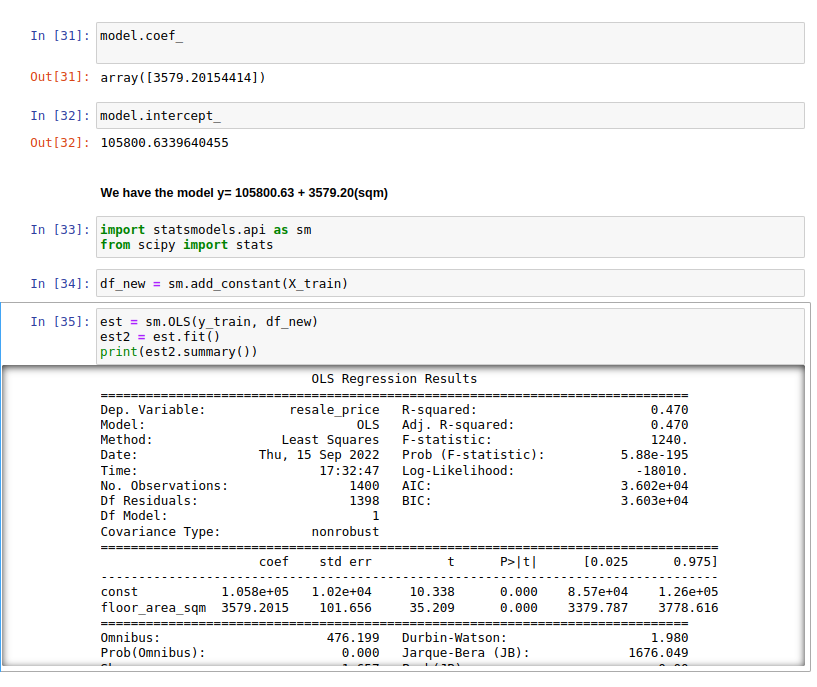 In [31]: model.coef_
Out[31]: array([3579.20154414])
In [32]: model.intercept_
Out[32]: 105800.6339640455
We have the model y= 105800.63 + 3579.20(sqm)
In [33]: import statsmodels.api as sm
from scipy import stats
In [34]: df_new = sm.add_constant(X_train)
In [35]: est = sm.OLS(y_train, df_new)
est2 = est.fit()
print(est2.summary())
OLS Regression Results
==============================================================================
Dep. Variable: resale_price R-squared: 0.470
Model: OLS Adj. R-squared: 0.470
Method: Least Squares F-statistic: 1240.
Date: Thu, 15 Sep 2022 Prob (F-statistic): 5.88e-195
Time: 17:32:47 Log-Likelihood: -18010.
No. Observations: 1400 AIC: 3.602e+04
Df Residuals: 1398 BIC: 3.603e+04
Df Model: 1
Covariance Type: nonrobust
==================================================================================
coef std err t P>|t| [0.025 0.975]
----------------------------------------------------------------------------------
const 1.058e+05 1.02e+04 10.338 0.000 8.57e+04 1.26e+05
floor_area_sqm 3579.2015 101.656 35.209 0.000 3379.787 3778.616
==============================================================================
Omnibus: 476.199 Durbin-Watson: 1.980
Prob(Omnibus): 0.000 Jarque-Bera (JB): 1676.049